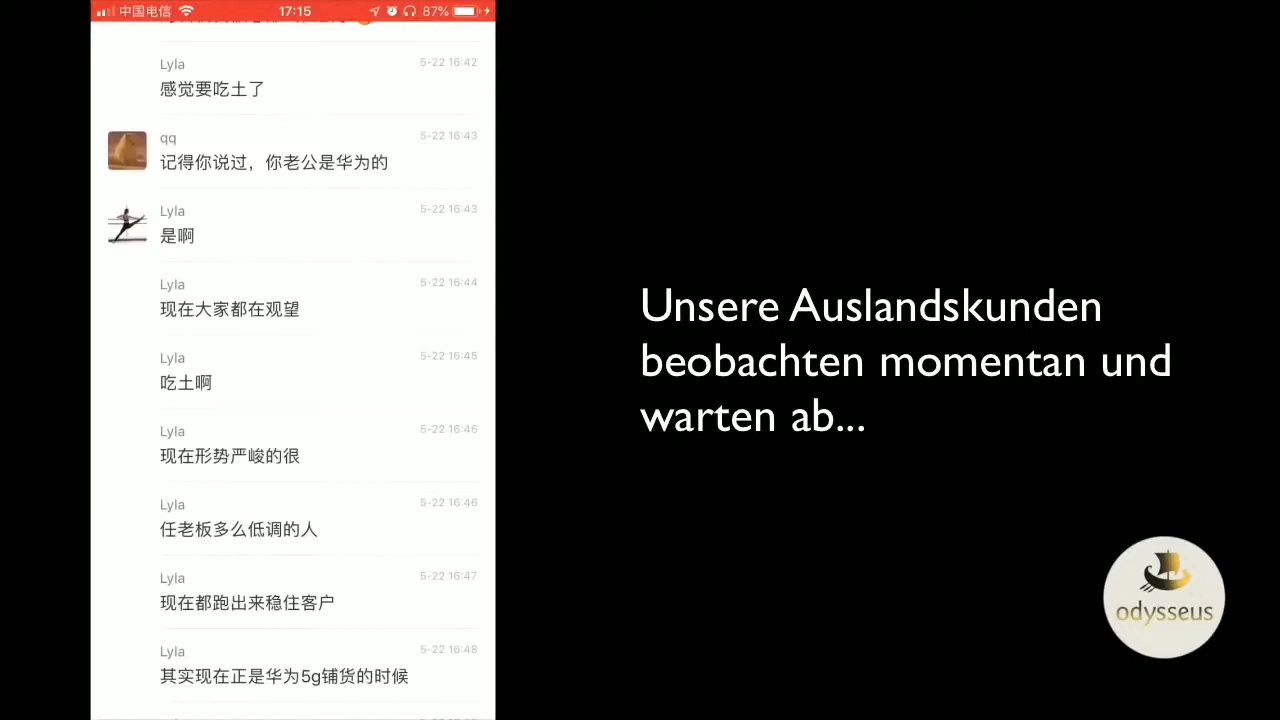 中国电信 17:15 87%
Lyla 5-22 16:42
感觉要吃土了
qq 5-22 16:43
记得你说过，你老公是华为的
Lyla 5-22 16:43
是啊
Lyla 5-22 16:44
现在大家都在观望
Lyla 5-22 16:45
吃土啊
Lyla 5-22 16:46
现在形势严峻的很
Lyla 5-22 16:46
任老板多么低调的人
Lyla 5-22 16:47
现在都跑出来稳住客户
Lyla 5-22 16:48
其实现在正是华为5g铺货的时候
Unsere Auslandskunden
beobachten momentan und
warten ab...
odysseus